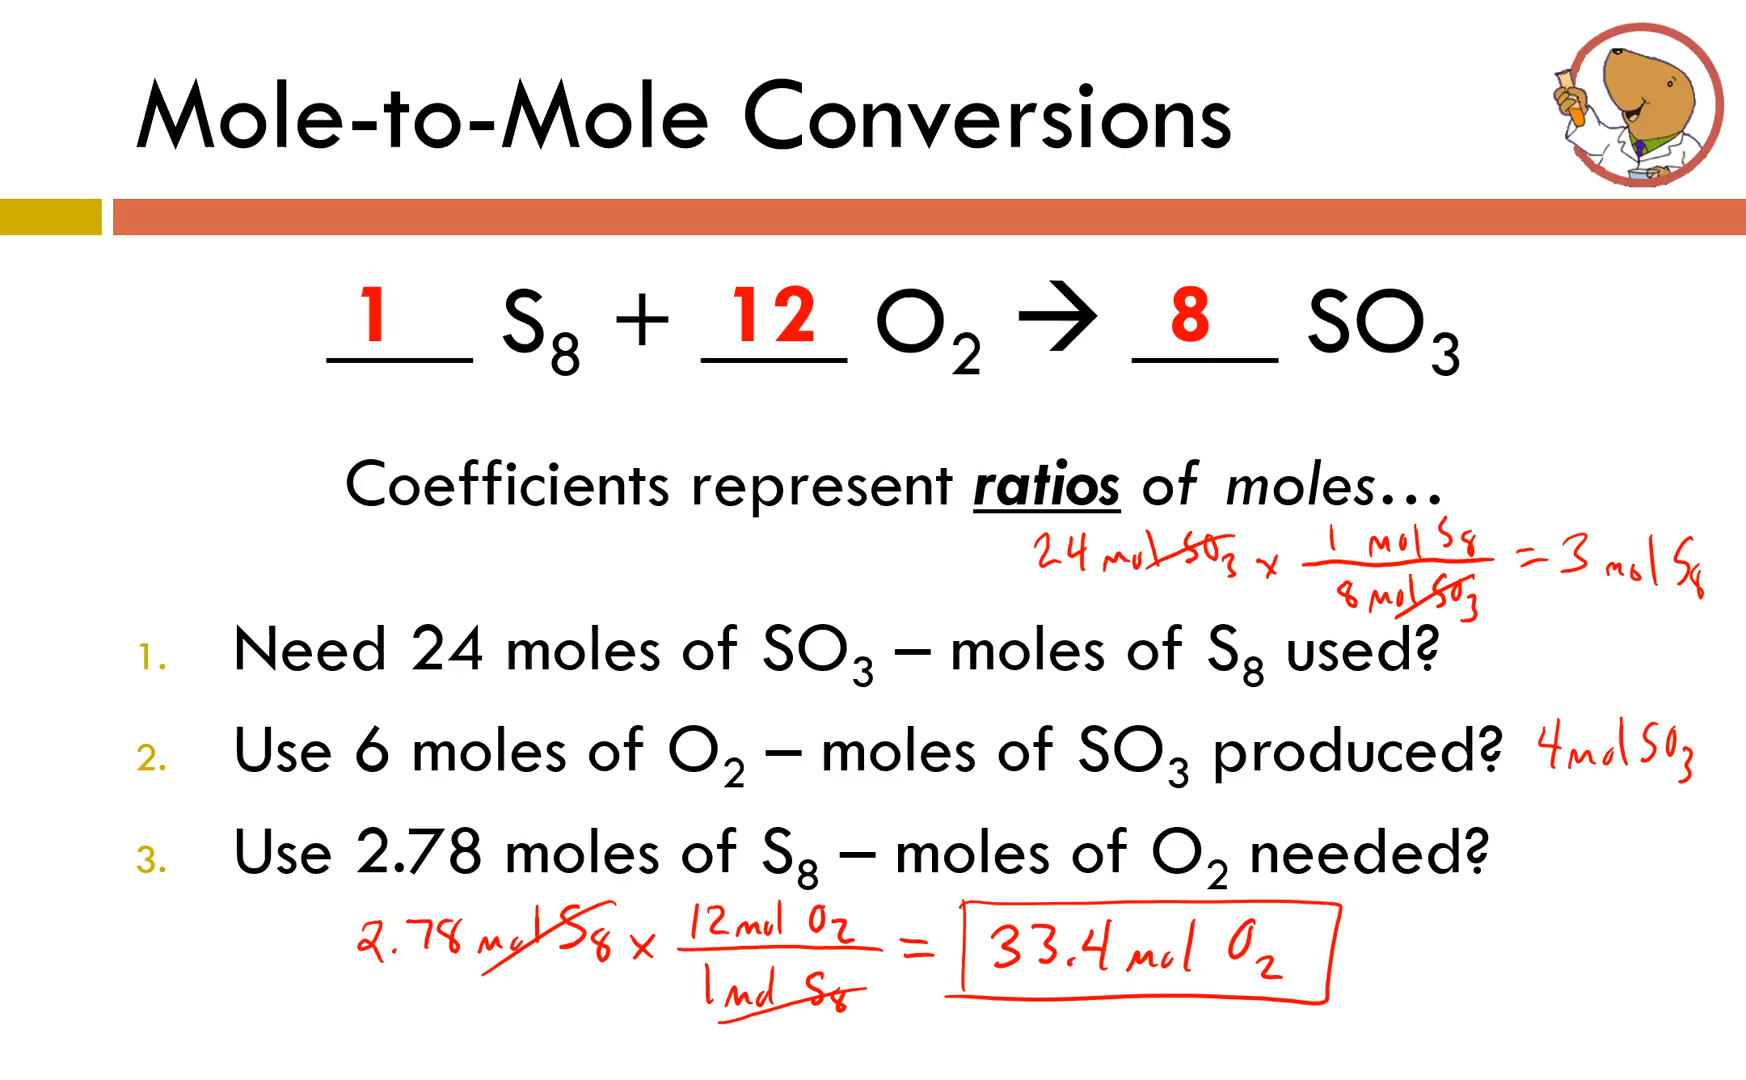 Mole-to-Mole Conversions
1 S8 + 12 O2 → 8 SO3
Coefficients represent ratios of moles...
24 mol SO3 x 1 mol S8 / 8 mol SO3 = 3 mol S8
1. Need 24 moles of SO3 – moles of S8 used?
2. Use 6 moles of O2 – moles of SO3 produced? 4 mol SO3
3. Use 2.78 moles of S8 – moles of O2 needed?
2.78 mol S8 x 12 mol O2 / 1 mol S8 = 33.4 mol O2